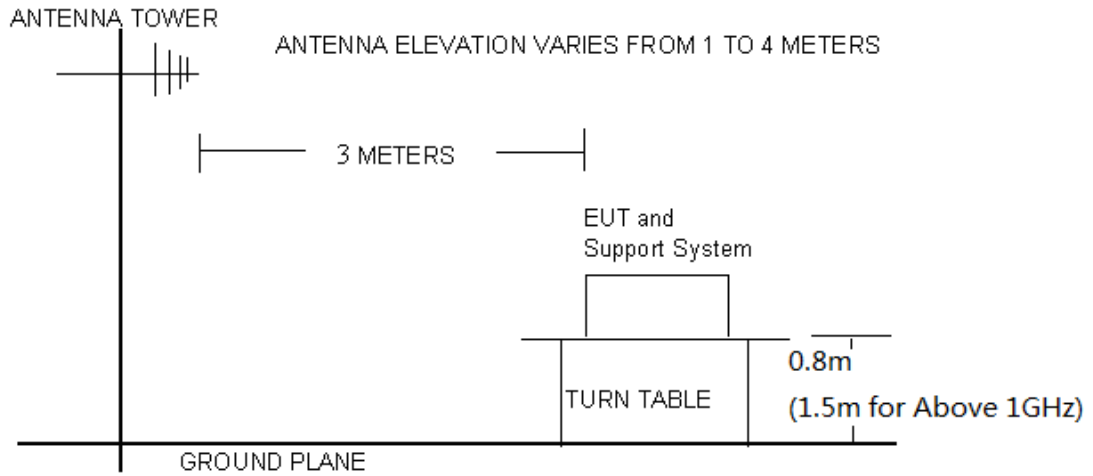 ANTENNA TOWER
ANTENNA ELEVATION VARIES FROM 1 TO 4 METERS
3 METERS
EUT and
Support System
0.8m
TURN TABLE
(1.5m for Above 1GHz)
GROUND PLANE